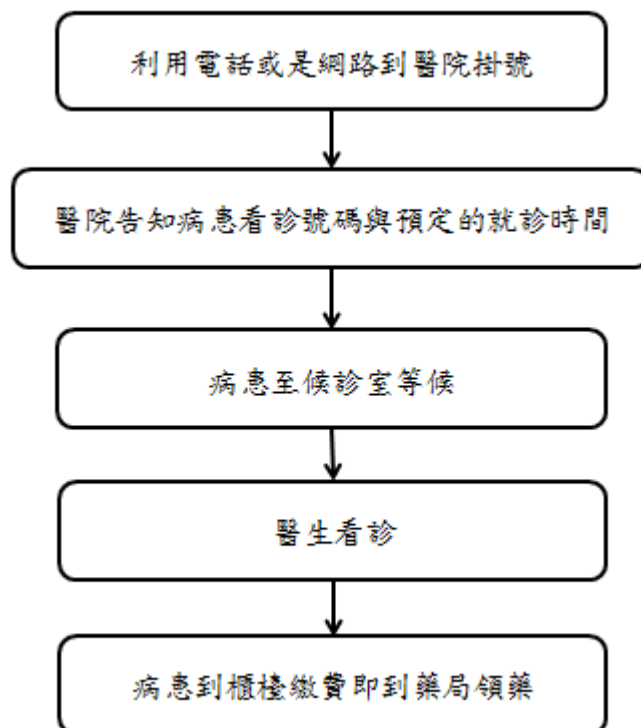 利用電話或是網路到醫院掛號
醫院告知病患看診號碼與預定的就診時間
病患至候診室等候
醫生看診
病患到櫃檯繳費即到藥局領藥